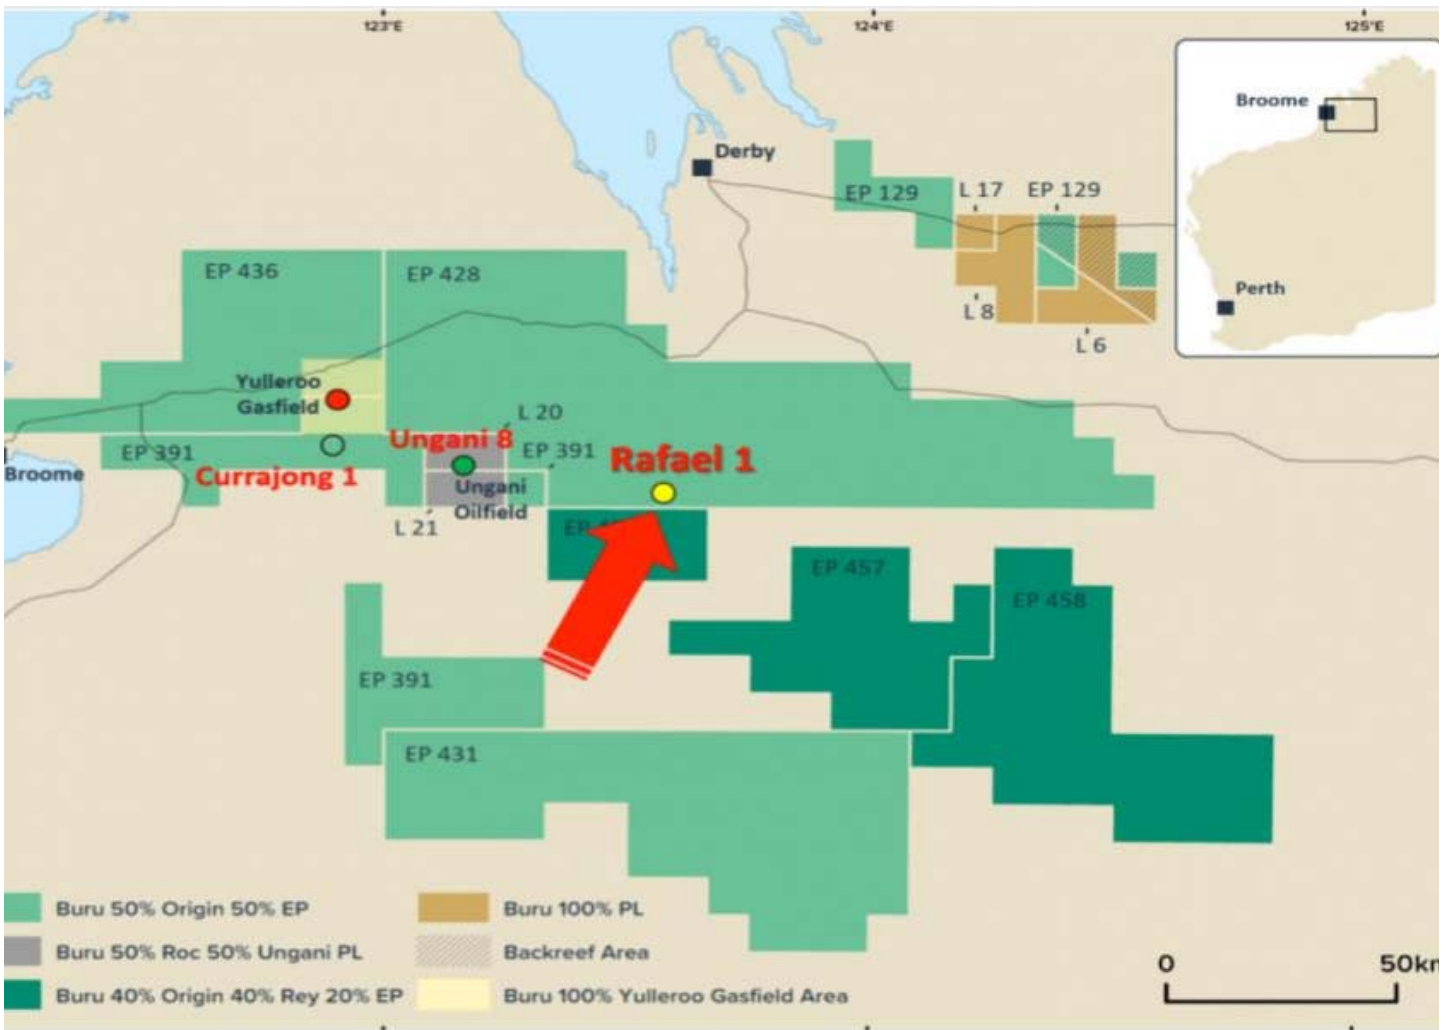 123°E
124°E
125°E
Broome
Perth
Derby
EP 129
L 17
EP 129
L 8
L 6
EP 436
EP 428
Yulleroo
Gasfield
L 20
EP 391
Ungani 8
EP 391
Rafael 1
Broome
Currajong 1
Ungani
Oilfield
L 21
EP
EP 457
EP 458
EP 391
EP 431
Buru 50% Origin 50% EP
Buru 50% Roc 50% Ungani PL
Buru 40% Origin 40% Rey 20% EP
Buru 100% PL
Backreef Area
Buru 100% Yulleroo Gasfield Area
0
50km